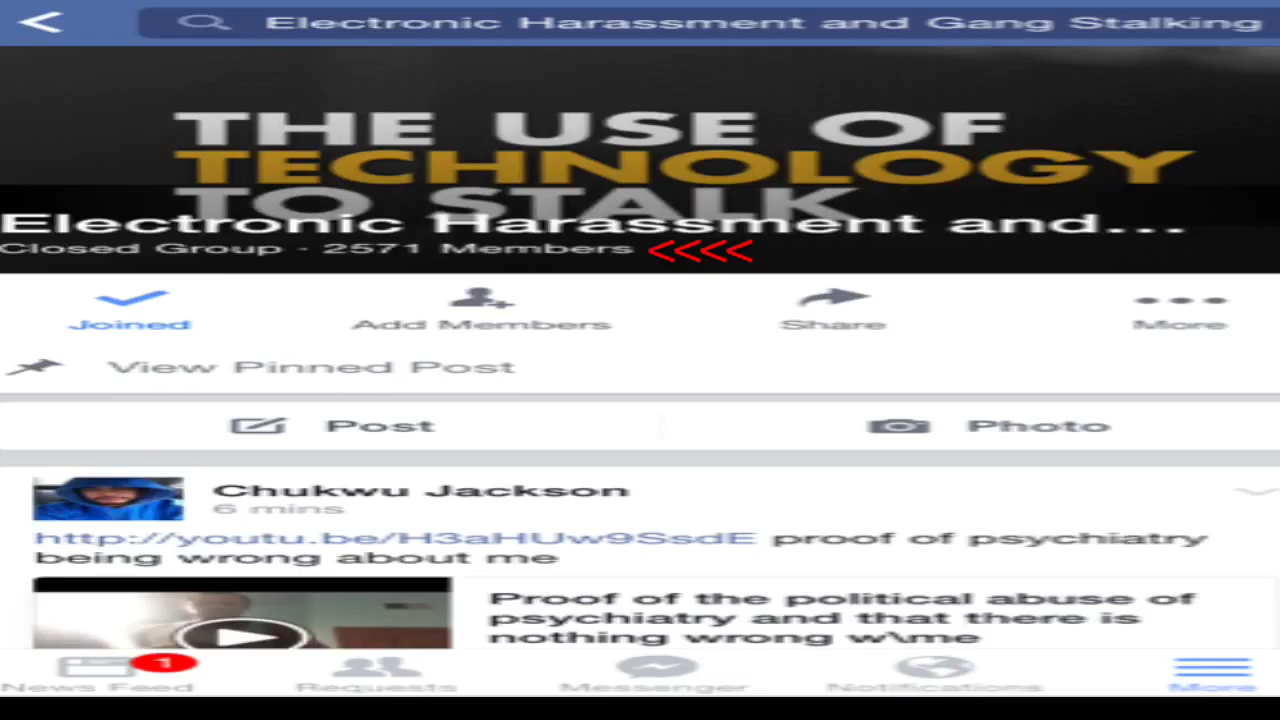 Electronic Harassment and Gang Stalking
THE USE OF
TECHNOLOGY
TO STALK
Electronic Harassment and...
Closed Group · 2571 Members <<<<
Joined Add Members Share More
View Pinned Post
Post Photo
Chukwu Jackson
6 mins
http://youtu.be/H3aHUw9SsdE proof of psychiatry
being wrong about me
Proof of the political abuse of
psychiatry and that there is
nothing wrong w\me
1
News Feed Requests Messenger Notifications More